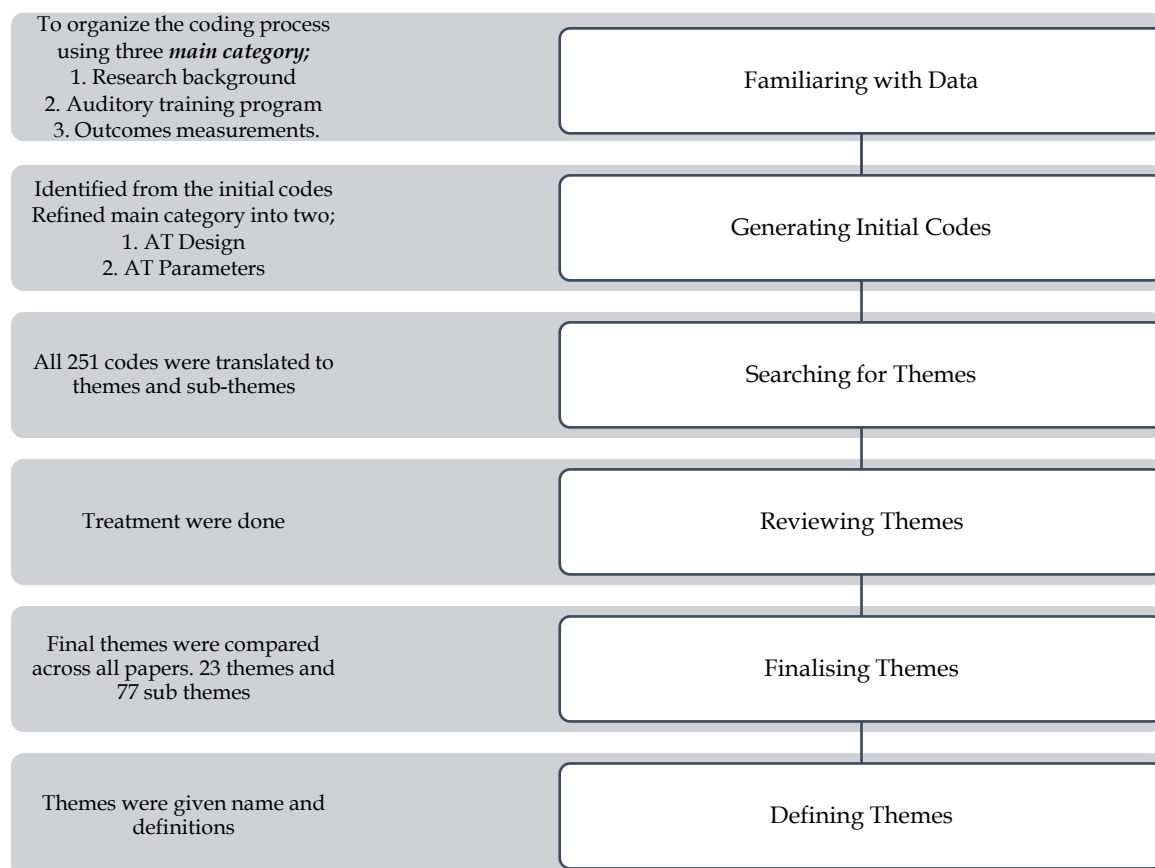 To organize the coding process
using three main category;
1. Research background
2. Auditory training program
3. Outcomes measurements.
Familiaring with Data
Identified from the initial codes
Refined main category into two;
1. AT Design
2. AT Parameters
Generating Initial Codes
All 251 codes were translated to
themes and sub-themes
Searching for Themes
Treatment were done
Reviewing Themes
Final themes were compared
across all papers. 23 themes and
77 sub themes
Finalising Themes
Themes were given name and
definitions
Defining Themes